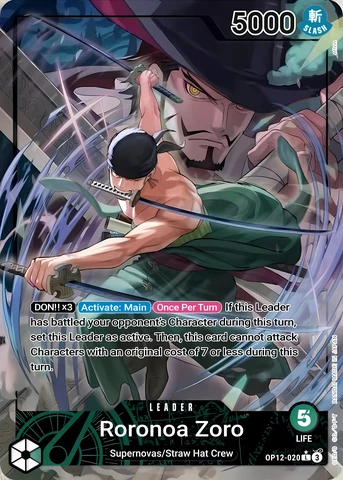 5000
斬
SLASH
DON!! ×3 Activate: Main Once Per Turn If this Leader
has battled your opponent's Character during this turn,
set this Leader as active. Then, this card cannot attack
Characters with an original cost of 7 or less during this
turn.
LEADER
5
LIFE
Roronoa Zoro
Supernovas/Straw Hat Crew
OP12-020 L 3